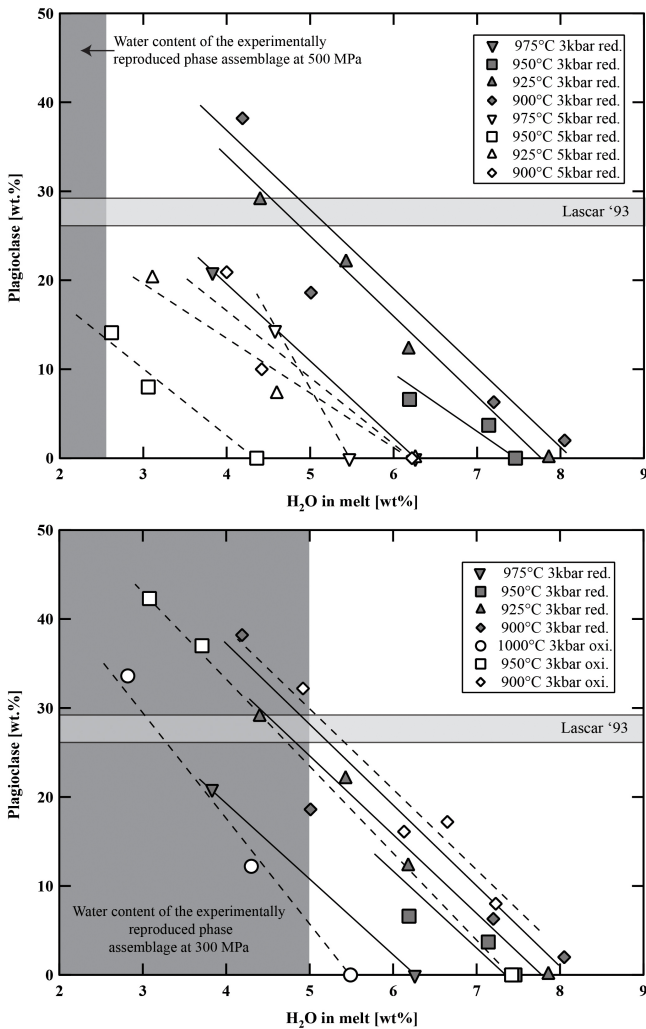 50
40
30
20
10
0
Plagioclase [wt.%]
Water content of the experimentally
reproduced phase assemblage at 500 MPa
975°C 3kbar red.
950°C 3kbar red.
925°C 3kbar red.
900°C 3kbar red.
975°C 5kbar red.
950°C 5kbar red.
925°C 5kbar red.
900°C 5kbar red.
Lascar ‘93
2 3 4 5 6 7 8 9
H₂O in melt [wt%]
50
40
30
20
10
0
Plagioclase [wt.%]
975°C 3kbar red.
950°C 3kbar red.
925°C 3kbar red.
900°C 3kbar red.
1000°C 3kbar oxi.
950°C 3kbar oxi.
900°C 3kbar oxi.
Lascar ‘93
Water content of the experimentally
reproduced phase
assemblage at 300 MPa
2 3 4 5 6 7 8 9
H₂O in melt [wt%]